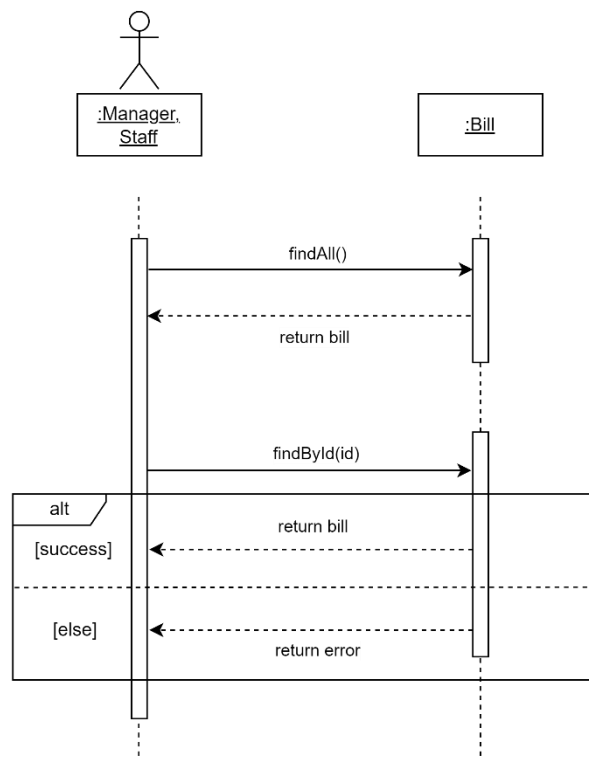 :Manager,
Staff
:Bill
findAll()
return bill
findById(id)
alt
return bill
[success]
[else]
return error